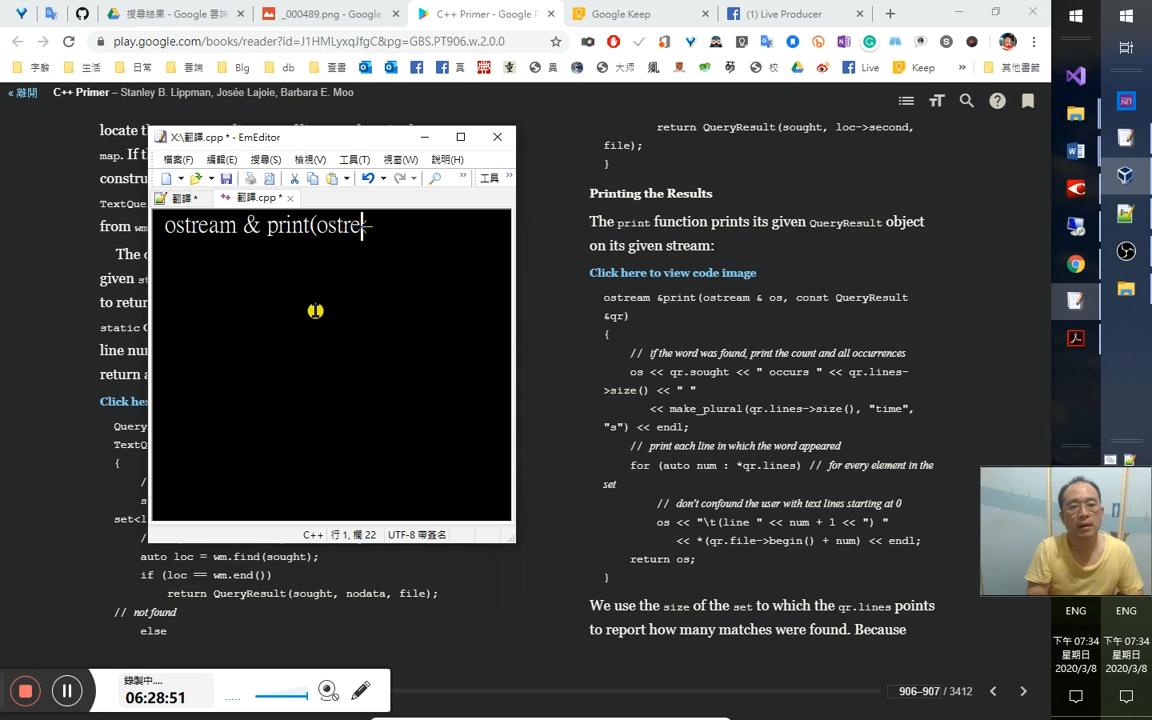 搜尋結果 - Google 雲端
_000489.png - Google
C++ Primer - Google P
Google Keep
(1) Live Producer
play.google.com/books/reader?id=J1HMLyxqJfgC&pg=GBS.PT906.w.2.0.0
字辭
生活
日常
雲端
Blg
db
查書
真
異
大师
校
Live
Keep
其他書籤
« 離開
C++ Primer – Stanley B. Lippman, Josée Lajoie, Barbara E. Moo
locate th
map. If th
constru
TextQue
from wm
The
given st
to retur
static
line num
return a
Click he
Query
TextQ
{
set<l
auto loc = wm.find(sought);
if (loc == wm.end())
return QueryResult(sought, nodata, file);
// not found
else
X:\翻譯.cpp * - EmEditor
檔案(F)
編輯(E)
搜尋(S)
檢視(V)
工具(T)
視窗(W)
說明(H)
工具
翻譯 *
翻譯.cpp *
ostream & print(ostre
C++
行 1, 欄 22
UTF-8 帶簽名
return QueryResult(sought, loc->second,
file);
}
Printing the Results
The print function prints its given QueryResult object
on its given stream:
Click here to view code image
ostream &print(ostream & os, const QueryResult
&qr)
{
// if the word was found, print the count and all occurrences
os << qr.sought << " occurs " << qr.lines-
>size() << " "
<< make_plural(qr.lines->size(), "time",
"s") << endl;
// print each line in which the word appeared
for (auto num : *qr.lines) // for every element in the
set
// don't confound the user with text lines starting at 0
os << "\t(line " << num + 1 << ") "
<< *(qr.file->begin() + num) << endl;
return os;
}
We use the size of the set to which the qr.lines points
to report how many matches were found. Because
906–907 / 3412
錄製中....
06:28:51
ENG
下午 07:34
星期日
2020/3/8
ENG
下午 07:34
星期日
2020/3/8